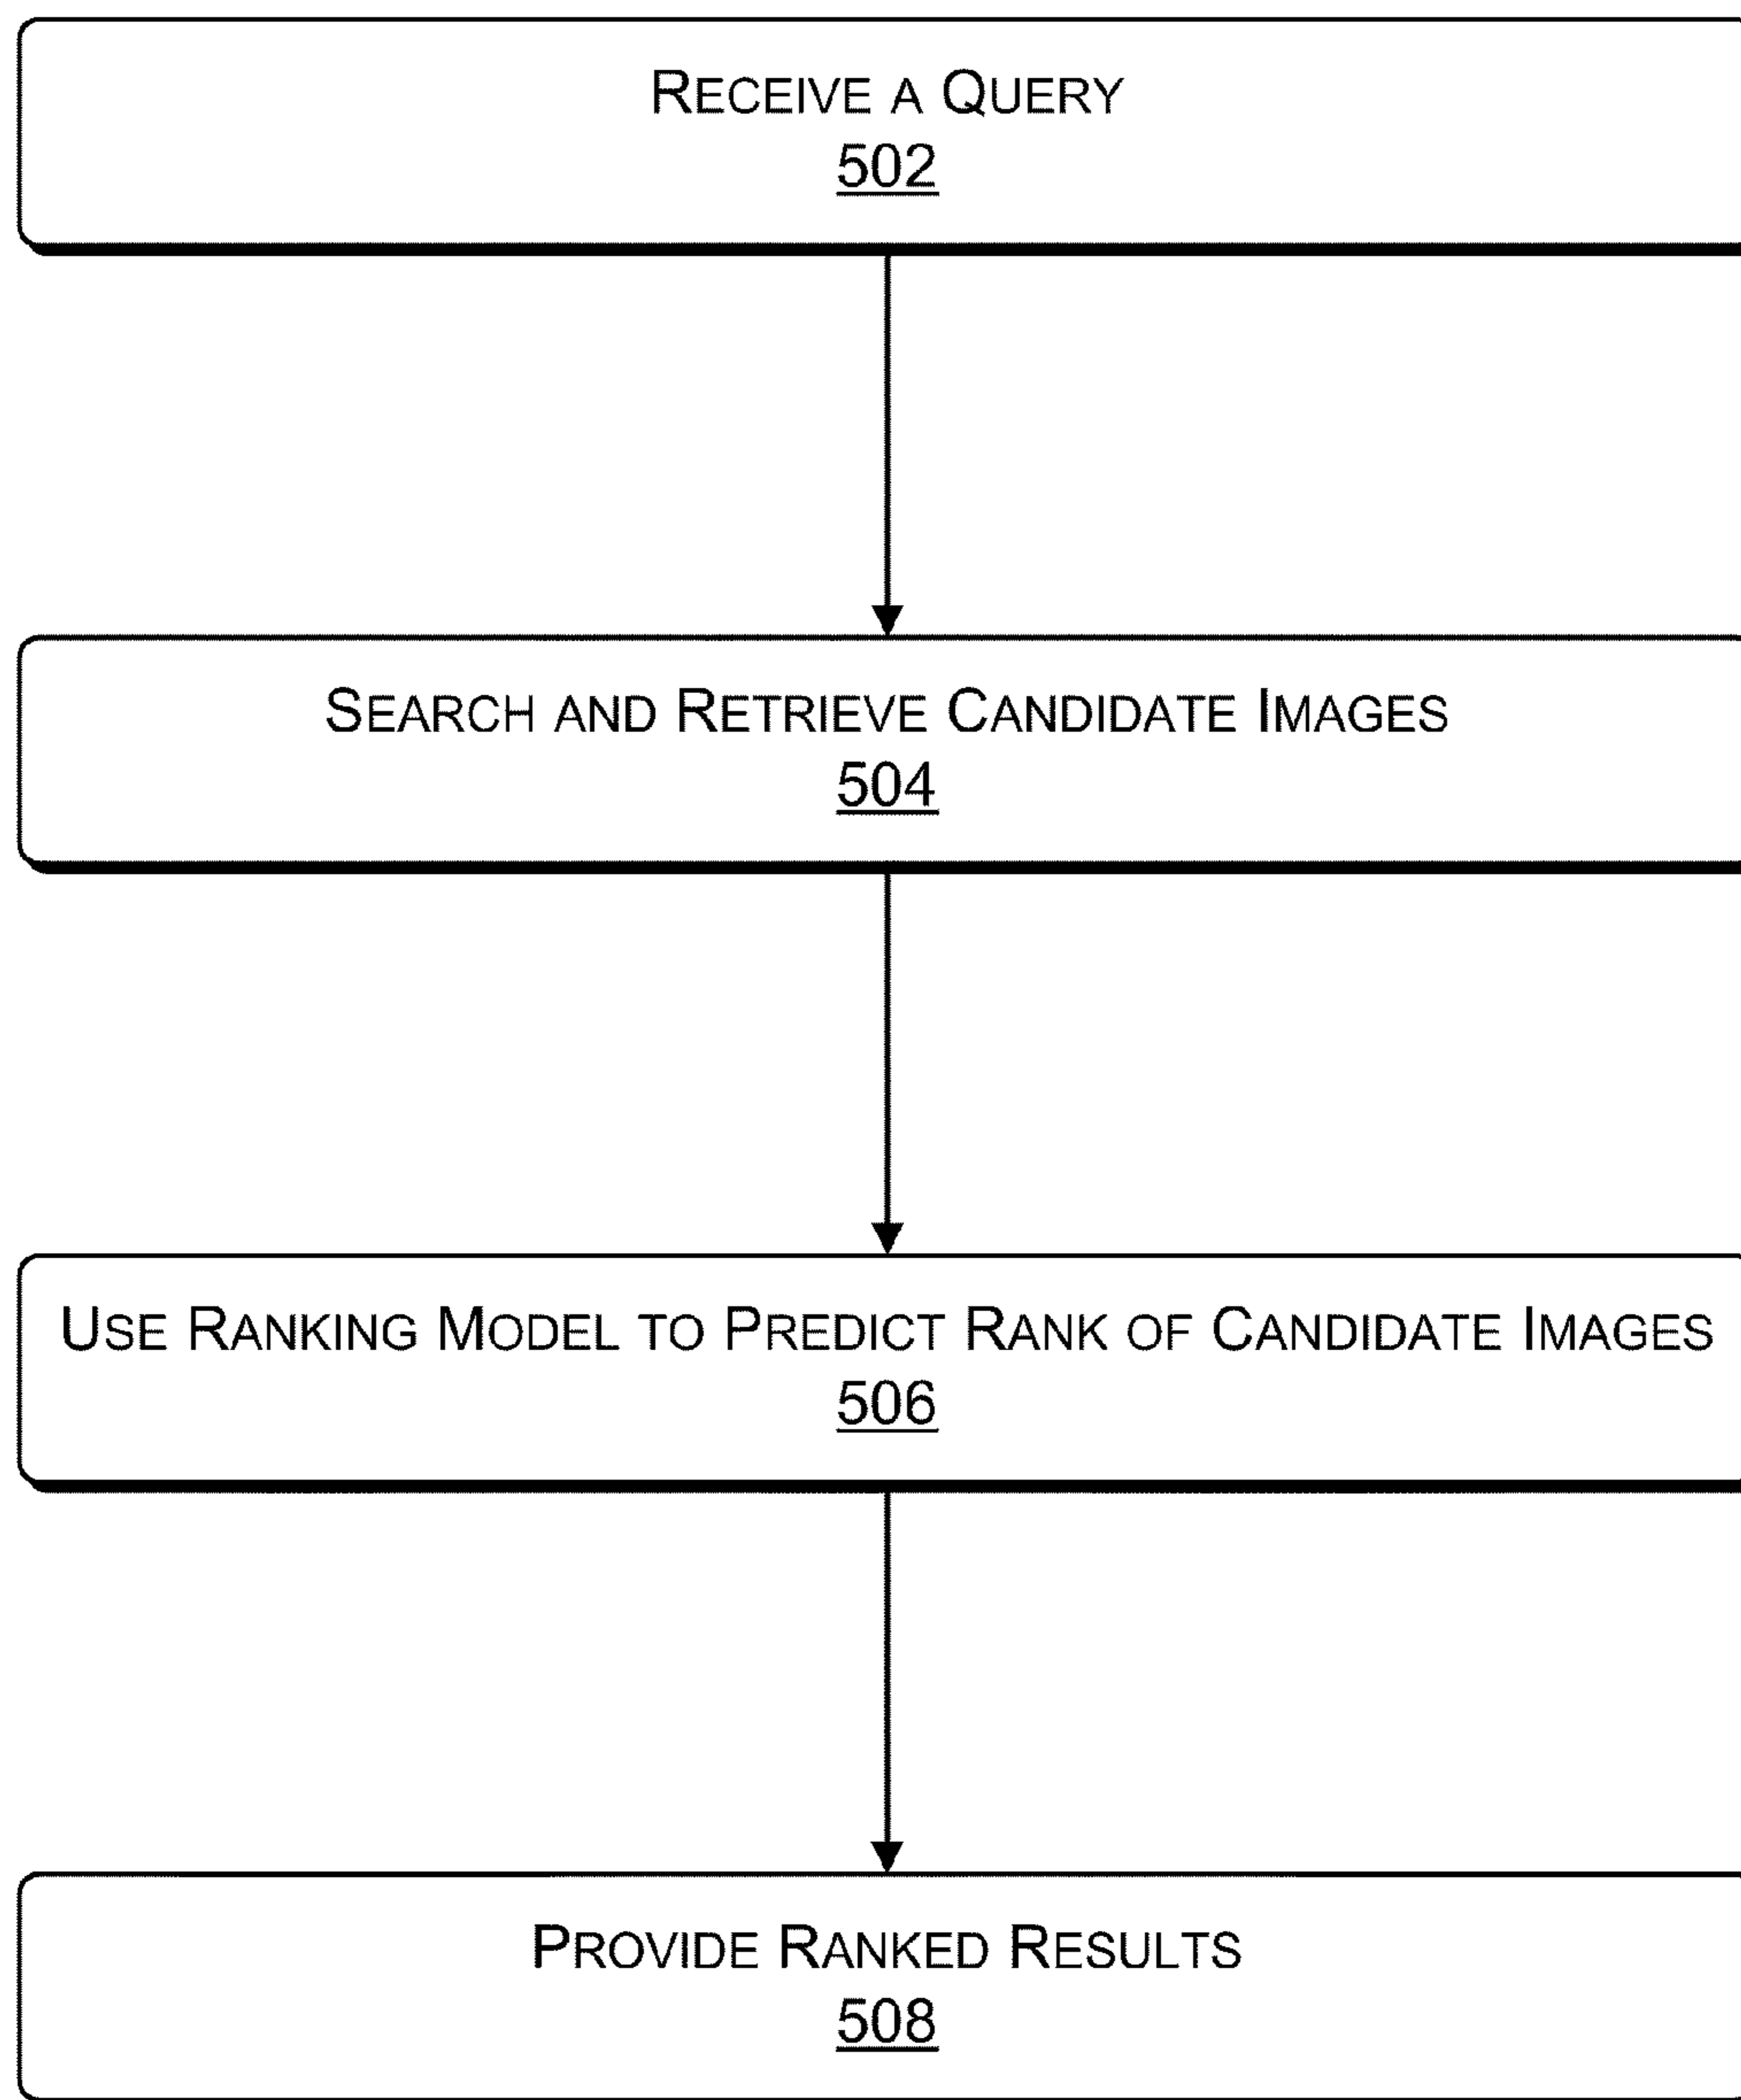 RECEIVE A QUERY
502
SEARCH AND RETRIEVE CANDIDATE IMAGES
504
USE RANKING MODEL TO PREDICT RANK OF CANDIDATE IMAGES
506
PROVIDE RANKED RESULTS
508